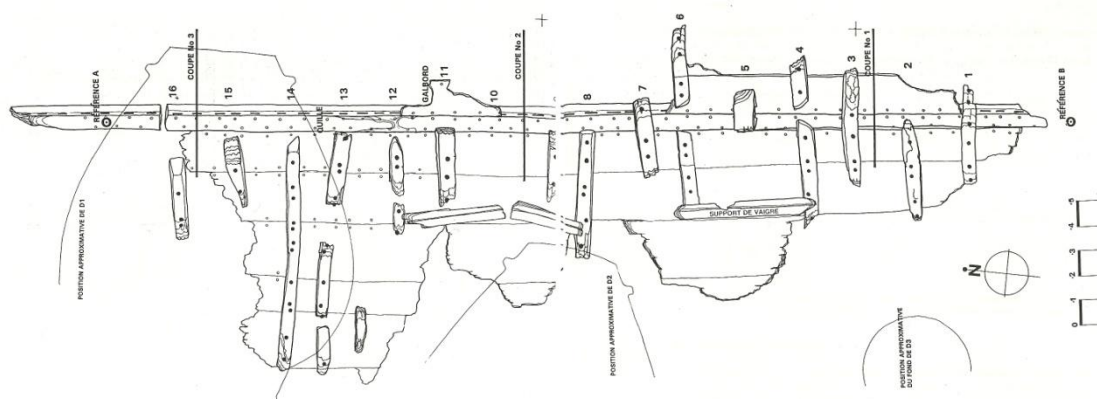 RÉFÉRENCE A
16
COUPE No 3
15
14
QUILLE
13
12
GALBORD
11
10
COUPE No 2
8
7
6
5
4
3
COUPE No 1
2
1
RÉFÉRENCE B
POSITION APPROXIMATIVE DE D1
SUPPORT DE VAIGRE
POSITION APPROXIMATIVE DE D2
POSITION APPROXIMATIVE
DU FOND DE D3
N
0
1
2
3
4
5